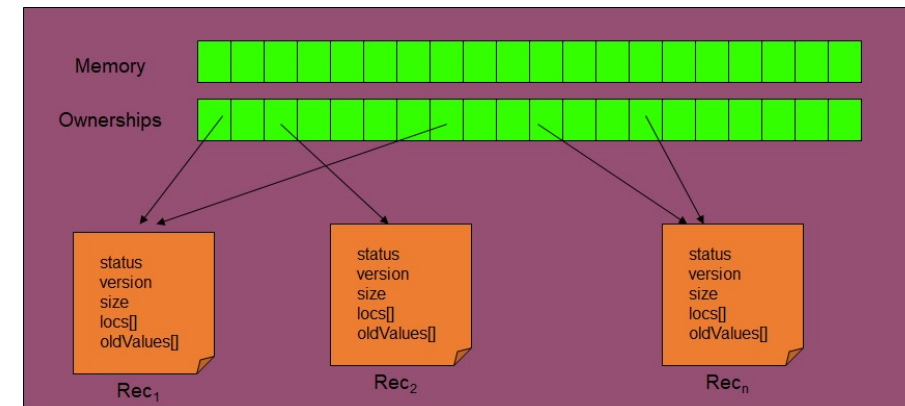 Memory
Ownerships
status
version
size
locs[]
oldValues[]
Rec₁
status
version
size
locs[]
oldValues[]
Rec₂
status
version
size
locs[]
oldValues[]
Recₙ